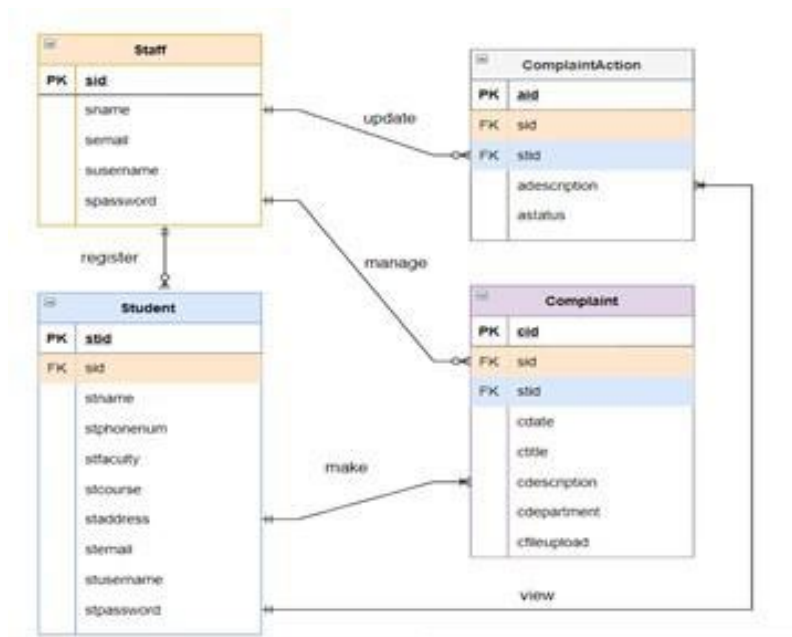 Staff
PK sid
sname
semail
susername
spassword
register
Student
PK stid
FK sid
stname
stphonenum
stfaculty
stcourse
staddress
stemail
stusername
stpassword
update
manage
make
view
ComplaintAction
PK aid
FK sid
FK stid
adescription
astatus
Complaint
PK cid
FK sid
FK stid
cdate
ctitle
cdescription
cdepartment
cfileupload